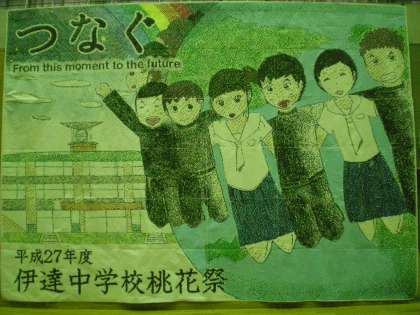 つなぐ
From this moment to the future
平成27年度
伊達中学校桃花祭